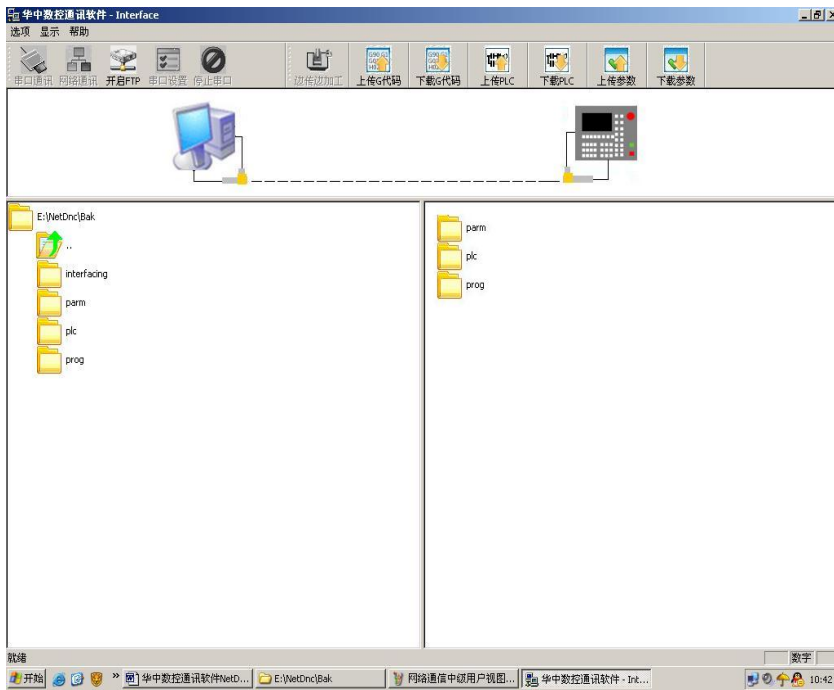 华中数控通讯软件 - Interface
选项 显示 帮助
串口通讯 网络通讯 开启FTP 串口设置 停止串口 边传边加工 上传G代码 下载G代码 上传PLC 下载PLC 上传参数 下载参数
E:\NetDnc\Bak
..
interfacing
parm
plc
prog
parm
plc
prog
就绪 数字
开始 » 华中数控通讯软件NetD... E:\NetDnc\Bak 网络通信中级用户视图... 华中数控通讯软件 - Int... 10:42